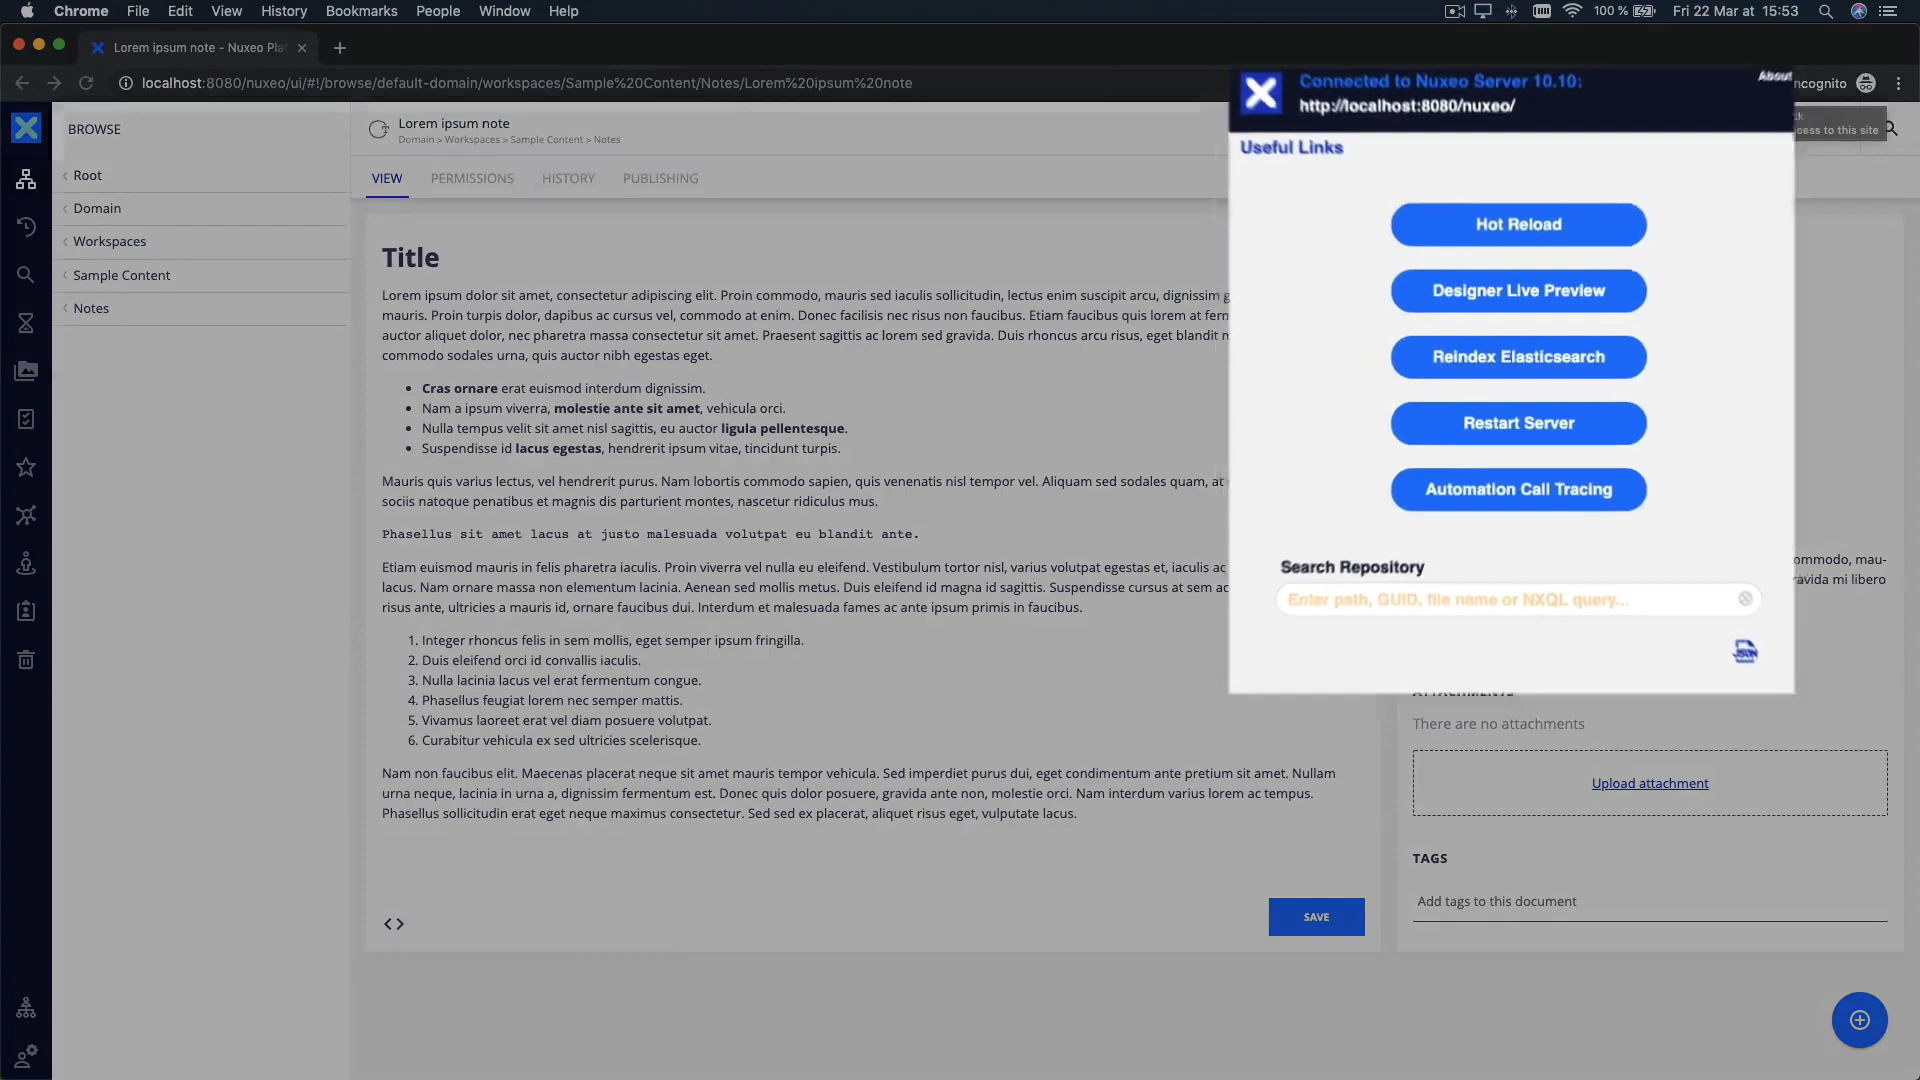 Chrome File Edit View History Bookmarks People Window Help
100 % Fri 22 Mar at 15:53
Lorem ipsum note - Nuxeo Pla
localhost:8080/nuxeo/ui/#!/browse/default-domain/workspaces/Sample%20Content/Notes/Lorem%20ipsum%20note
ncognito
BROWSE
Root
Domain
Workspaces
Sample Content
Notes
Lorem ipsum note
Domain > Workspaces > Sample Content > Notes
VIEW PERMISSIONS HISTORY PUBLISHING
Title
Lorem ipsum dolor sit amet, consectetur adipiscing elit. Proin commodo, mauris sed iaculis sollicitudin, lectus enim suscipit arcu, dignissim g
mauris. Proin turpis dolor, dapibus ac cursus vel, commodo at enim. Donec facilisis nec risus non faucibus. Etiam faucibus quis lorem at ferm
auctor aliquet dolor, nec pharetra massa consectetur sit amet. Praesent sagittis ac lorem sed gravida. Duis rhoncus arcu risus, eget blandit m
commodo sodales urna, quis auctor nibh egestas eget.
• Cras ornare erat euismod interdum dignissim.
• Nam a ipsum viverra, molestie ante sit amet, vehicula orci.
• Nulla tempus velit sit amet nisl sagittis, eu auctor ligula pellentesque.
• Suspendisse id lacus egestas, hendrerit ipsum vitae, tincidunt turpis.
Mauris quis varius lectus, vel hendrerit purus. Nam lobortis commodo sapien, quis venenatis nisl tempor vel. Aliquam sed sodales quam, at
sociis natoque penatibus et magnis dis parturient montes, nascetur ridiculus mus.
Phasellus sit amet lacus at justo malesuada volutpat eu blandit ante.
Etiam euismod mauris in felis pharetra iaculis. Proin viverra vel nulla eu eleifend. Vestibulum tortor nisl, varius volutpat egestas et, iaculis ac
lacus. Nam ornare massa non elementum lacinia. Aenean sed mollis metus. Duis eleifend id magna id sagittis. Suspendisse cursus at sem ac
risus ante, ultricies a mauris id, ornare faucibus dui. Interdum et malesuada fames ac ante ipsum primis in faucibus.
1. Integer rhoncus felis in sem mollis, eget semper ipsum fringilla.
2. Duis eleifend orci id convallis iaculis.
3. Nulla lacinia lacus vel erat fermentum congue.
4. Phasellus feugiat lorem nec semper mattis.
5. Vivamus laoreet erat vel diam posuere volutpat.
6. Curabitur vehicula ex sed ultricies scelerisque.
Nam non faucibus elit. Maecenas placerat neque sit amet mauris tempor vehicula. Sed imperdiet purus dui, eget condimentum ante pretium sit amet. Nullam
urna neque, lacinia in urna a, dignissim fermentum est. Donec quis dolor posuere, gravida ante non, molestie orci. Nam interdum varius lorem ac tempus.
Phasellus sollicitudin erat eget neque maximus consectetur. Sed sed ex placerat, aliquet risus eget, vulputate lacus.
SAVE
Connected to Nuxeo Server 10.10:
http://localhost:8080/nuxeo/
About
cess to this site
Useful Links
Hot Reload
Designer Live Preview
Reindex Elasticsearch
Restart Server
Automation Call Tracing
Search Repository
Enter path, GUID, file name or NXQL query...
JSON
ommodo, mau-
ravida mi libero
ATTACHMENTS
There are no attachments
Upload attachment
TAGS
Add tags to this document